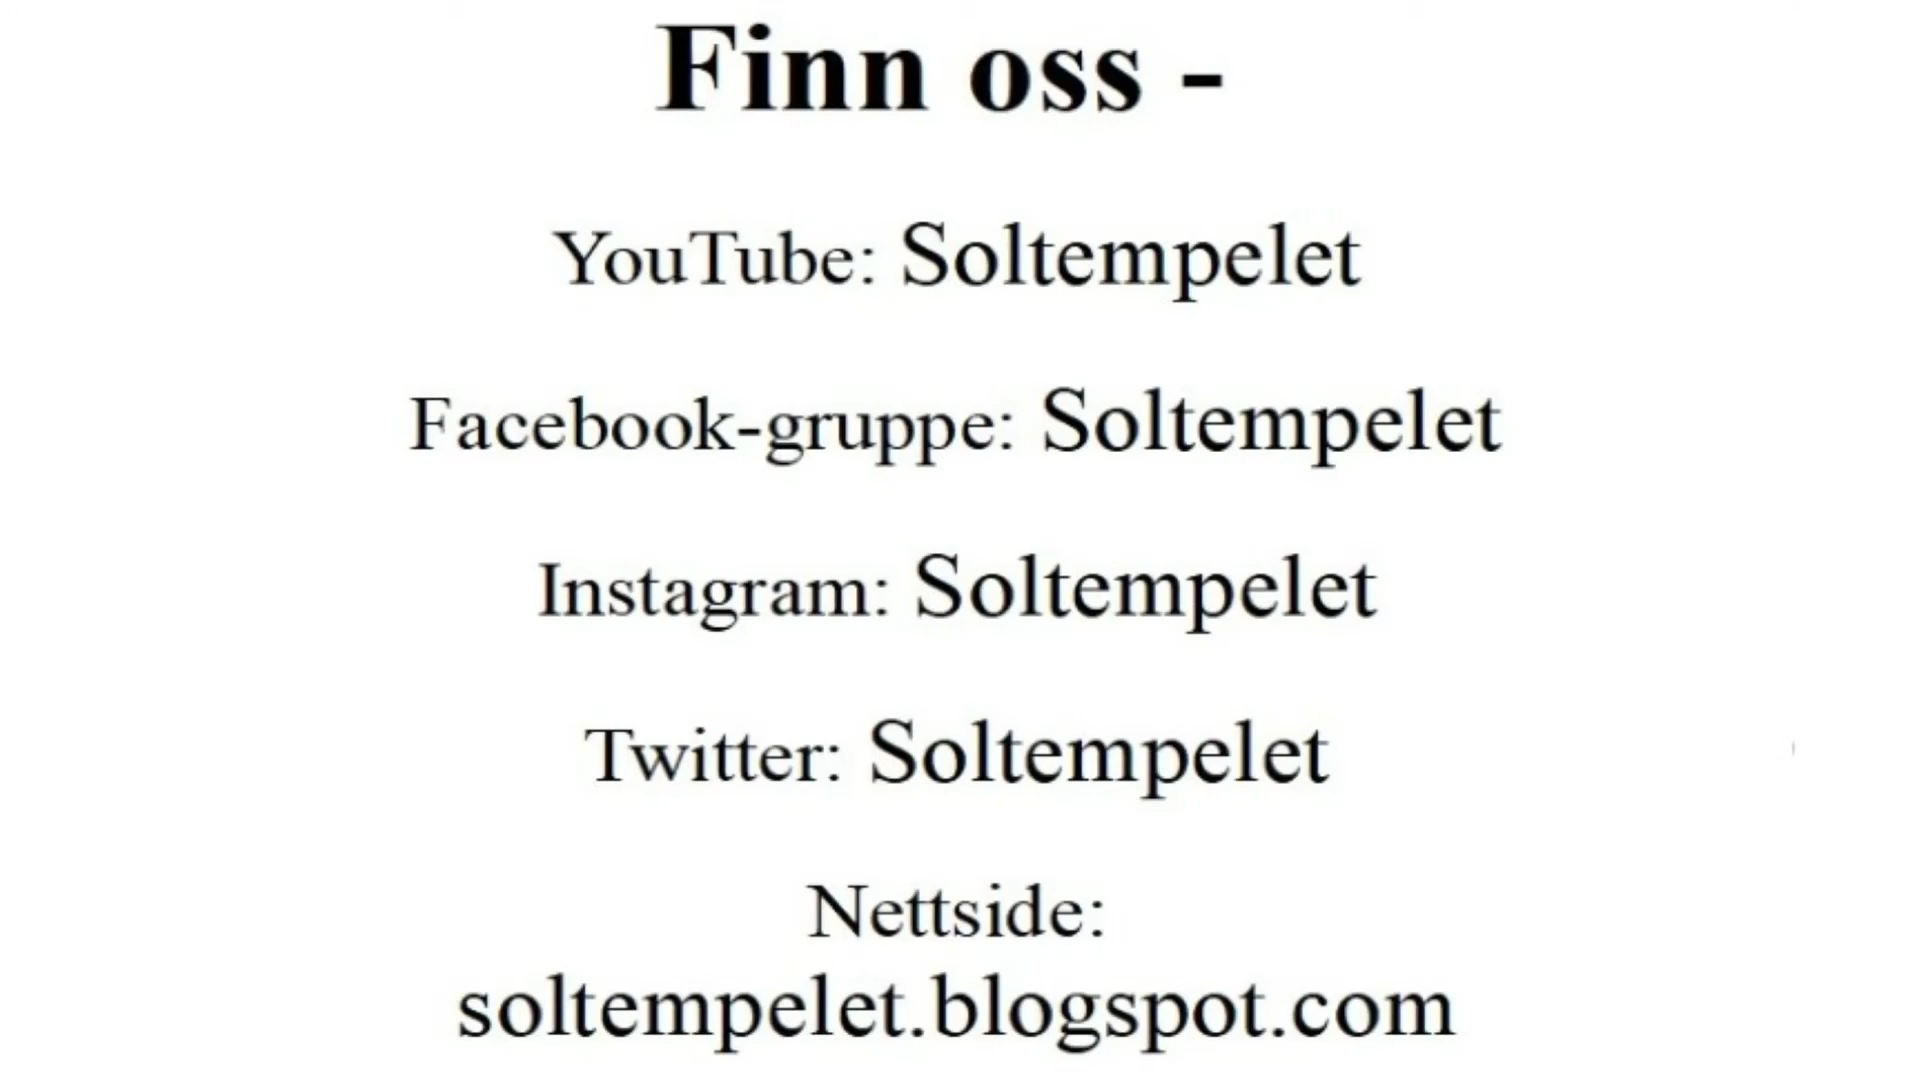 Finn oss -
YouTube: Soltempelet
Facebook-gruppe: Soltempelet
Instagram: Soltempelet
Twitter: Soltempelet
Nettside:
soltempelet.blogspot.com